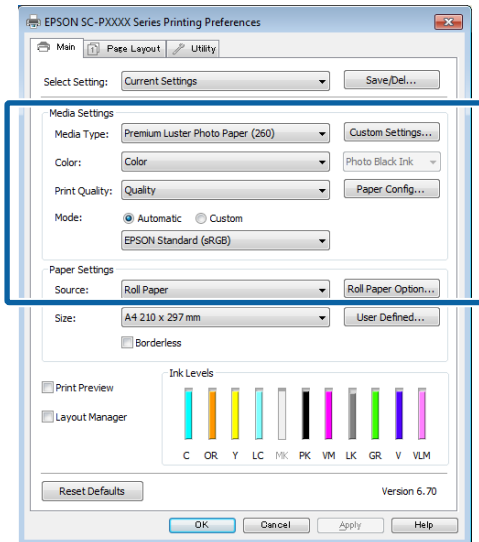 EPSON SC-PXXXX Series Printing Preferences
Main Page Layout Utility
Select Setting: Current Settings Save/Del...
Media Settings
Media Type: Premium Luster Photo Paper (260) Custom Settings...
Color: Color Photo Black Ink
Print Quality: Quality Paper Config...
Mode: Automatic Custom
EPSON Standard (sRGB)
Paper Settings
Source: Roll Paper Roll Paper Option...
Size: A4 210 x 297 mm User Defined...
Borderless
Ink Levels
Print Preview
Layout Manager
C OR Y LC MK PK VM LK GR V VLM
Reset Defaults Version 6.70
OK Cancel Apply Help